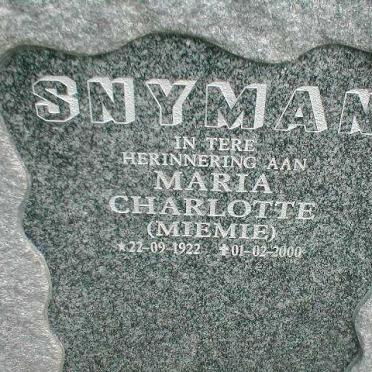 SNYMAN
IN TERE
HERINNERING AAN
MARIA
CHARLOTTE
(MIEMIE)
★22-09-1922 ✝01-02-2000